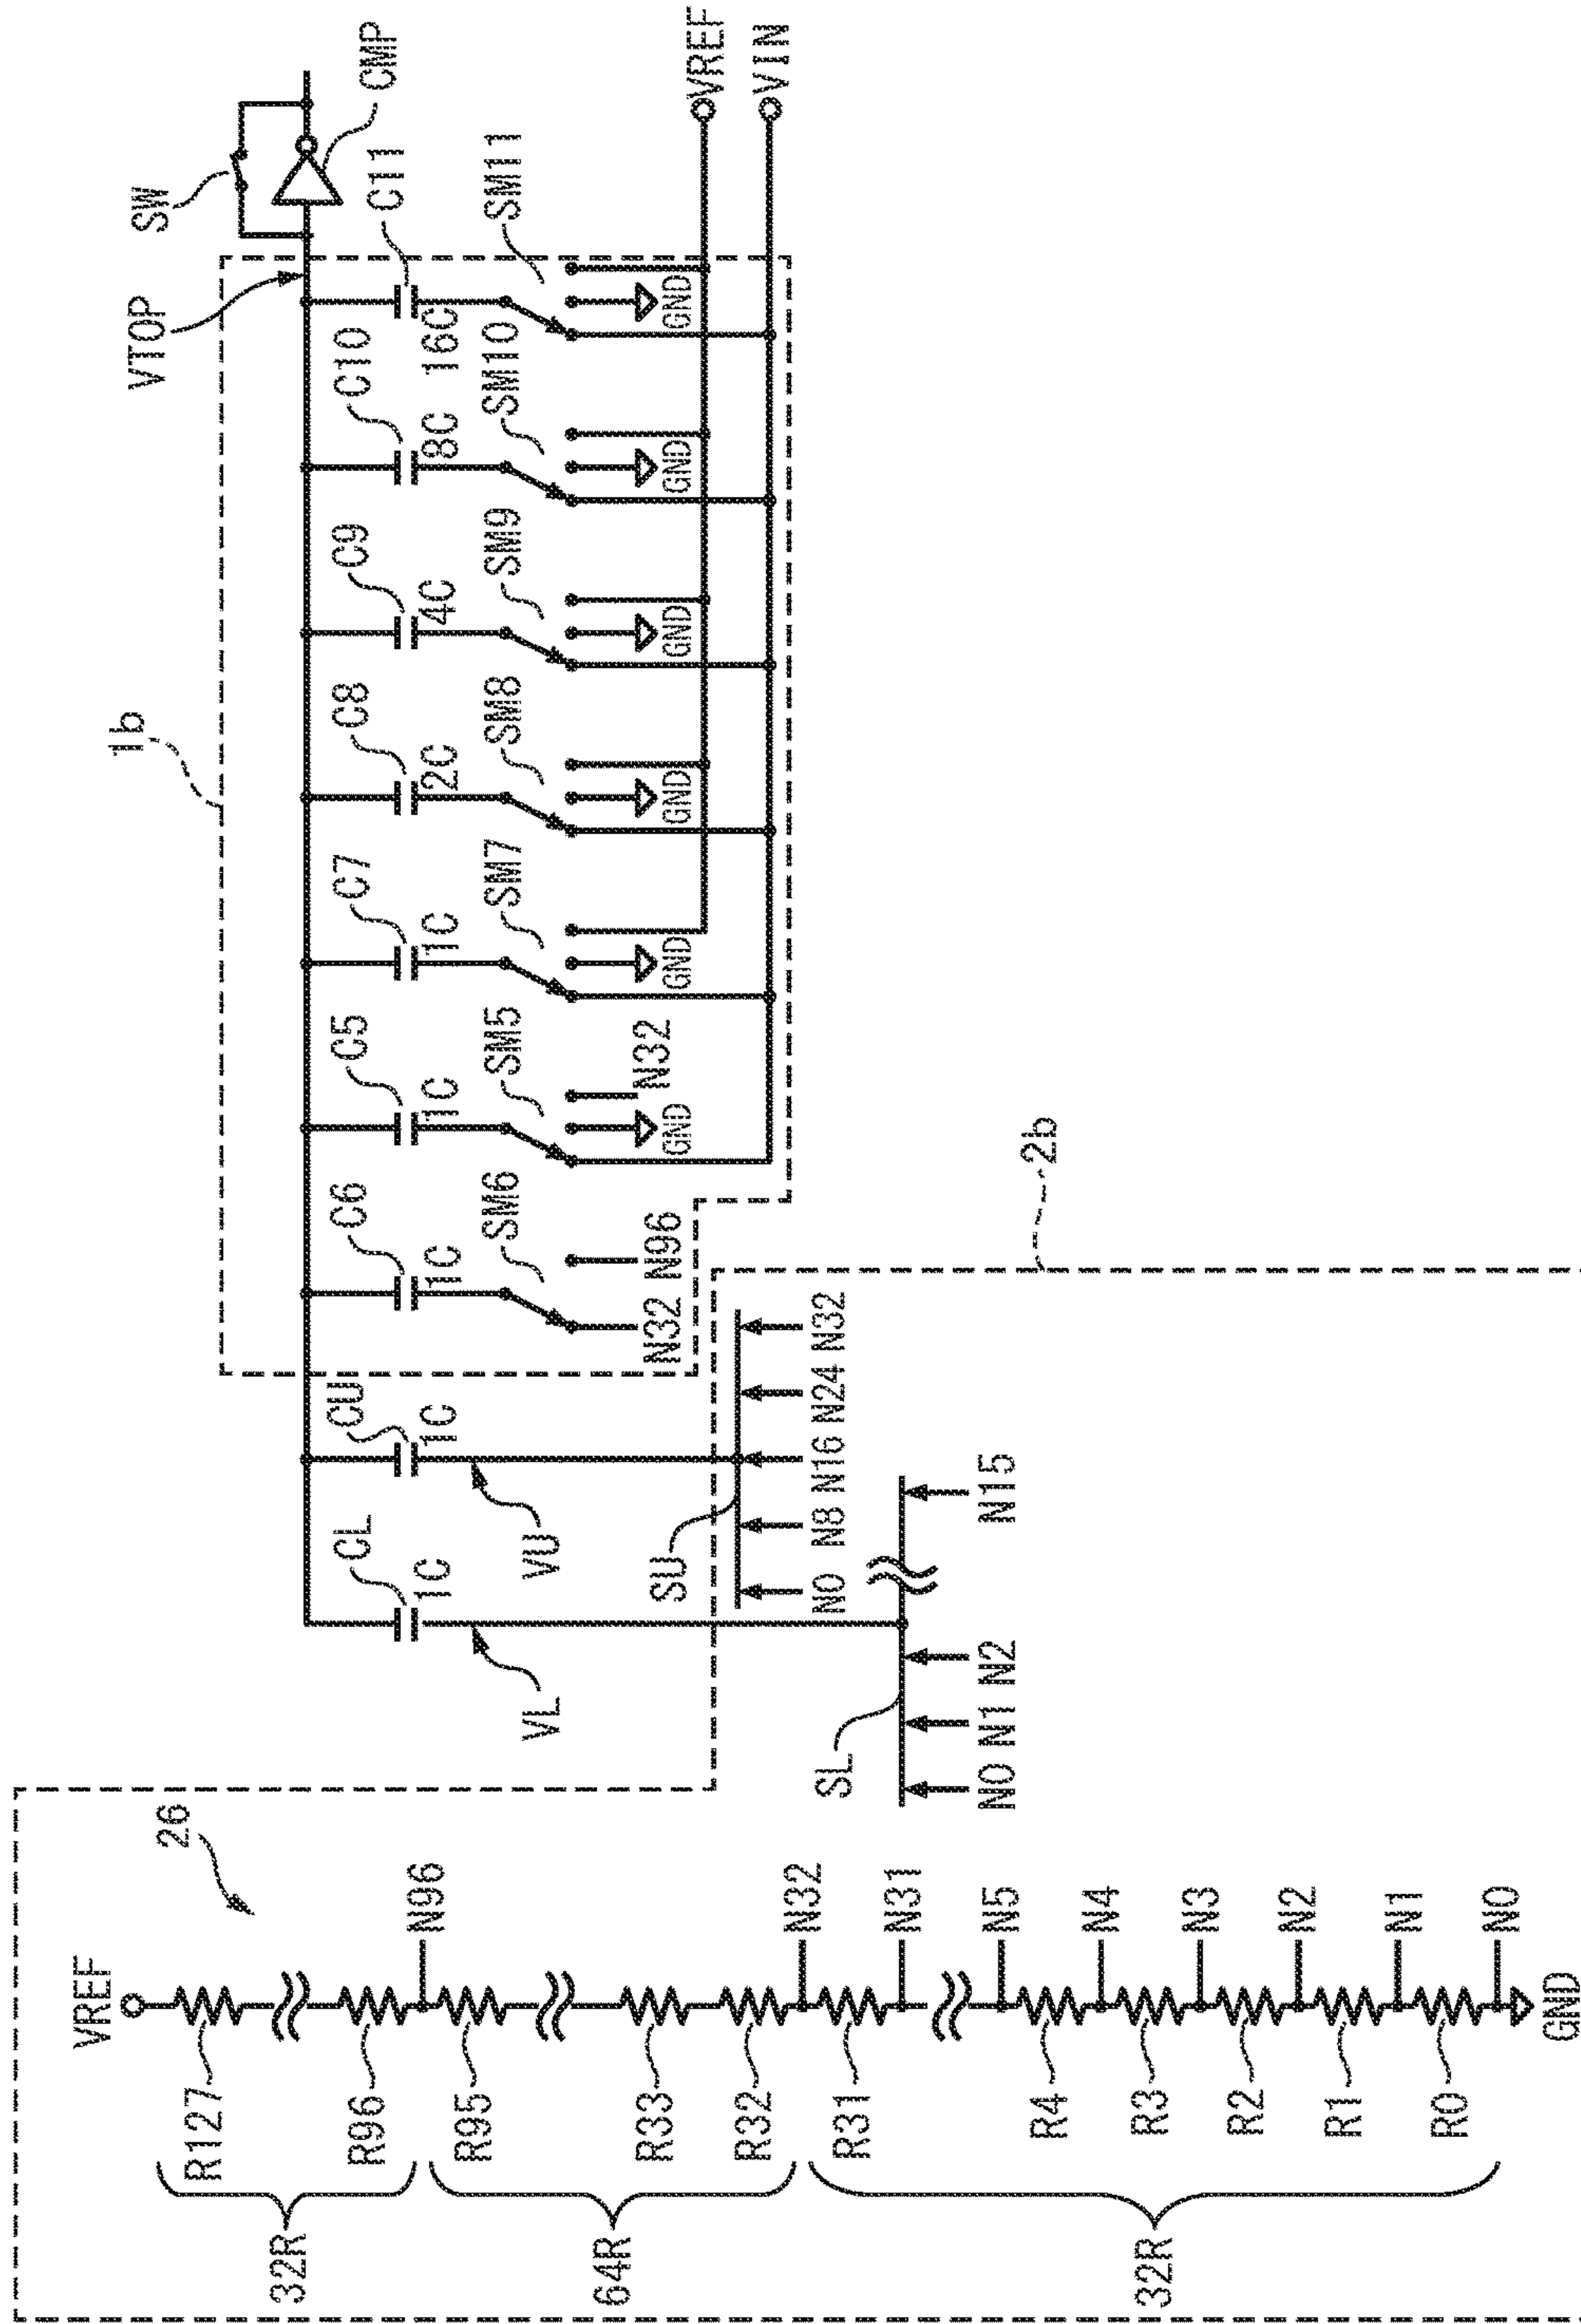 VREF
26
R127
R96
R95
R33
R32
R31
R4
R3
R2
R1
R0
N96
N32
N31
N5
N4
N3
N2
N1
N0
GND
32R
64R
32R
1b
VTOP
SW
CMP
CL
1C
CU
1C
C6
1C
C5
1C
C7
1C
C8
2C
C9
4C
C10
8C
C11
16C
VL
VU
SM6
SM5
SM7
SM8
SM9
SM10
SM11
N32 N96
GND
N32
GND
GND
GND
GND
GND
VREF
VIN
SU
N0 N8 N16 N24 N32
SL
N0 N1 N2
N15
2b